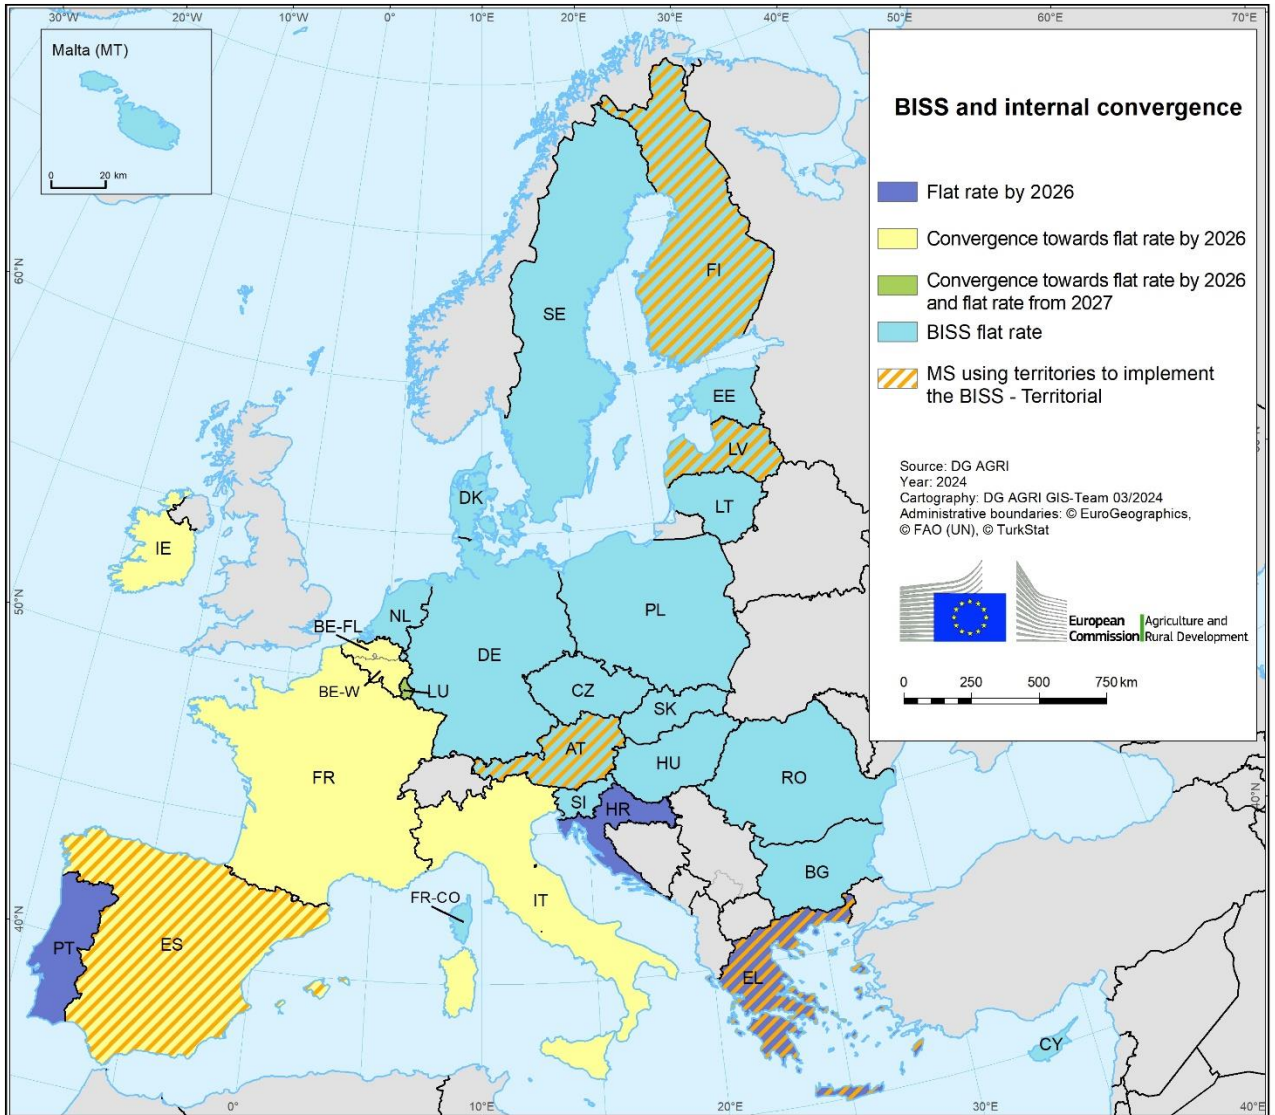 30°W
20°W
10°W
0°
10°E
20°E
30°E
40°E
50°E
60°E
70°E
Malta (MT)
0
20 km
BISS and internal convergence
Flat rate by 2026
Convergence towards flat rate by 2026
Convergence towards flat rate by 2026
and flat rate from 2027
BISS flat rate
MS using territories to implement
the BISS - Territorial
Source: DG AGRI
Year: 2024
Cartography: DG AGRI GIS-Team 03/2024
Administrative boundaries: © EuroGeographics,
© FAO (UN), © TurkStat
European
Commission
Agriculture and
Rural Development
0
250
500
750 km
60°N
50°N
40°N
40°N
FI
SE
EE
LV
LT
DK
IE
NL
PL
BE-FL
DE
BE-W
LU
CZ
SK
AT
HU
FR
RO
SI
HR
BG
FR-CO
IT
PT
ES
EL
CY
0°
10°E
20°E
30°E
40°E